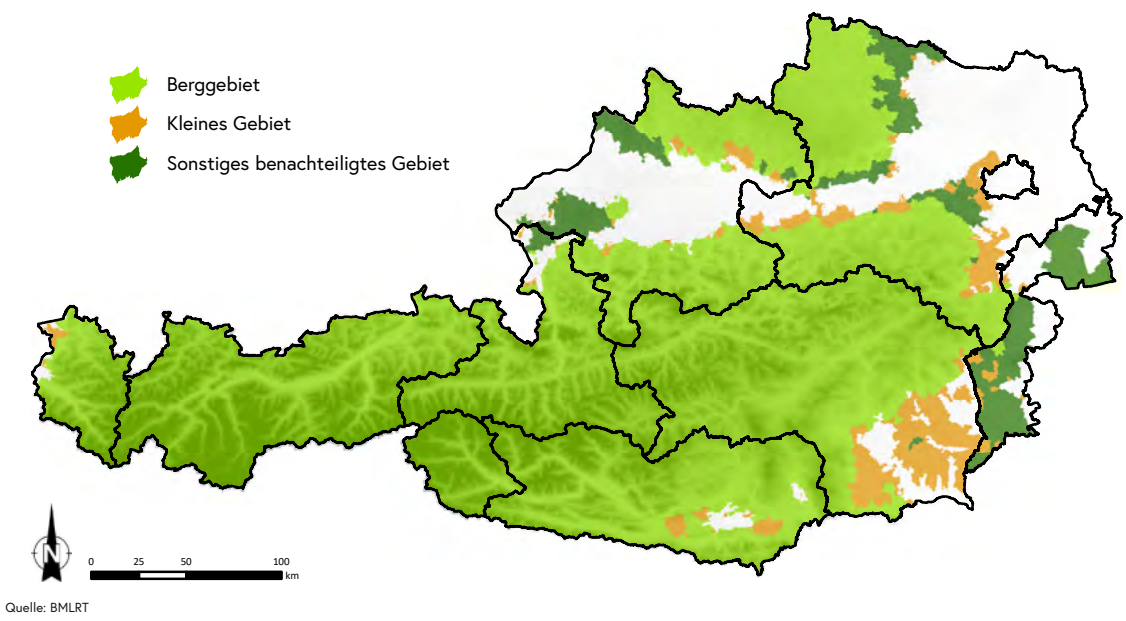 Berggebiet
Kleines Gebiet
Sonstiges benachteiligtes Gebiet
N
0 25 50 100
km
Quelle: BMLRT